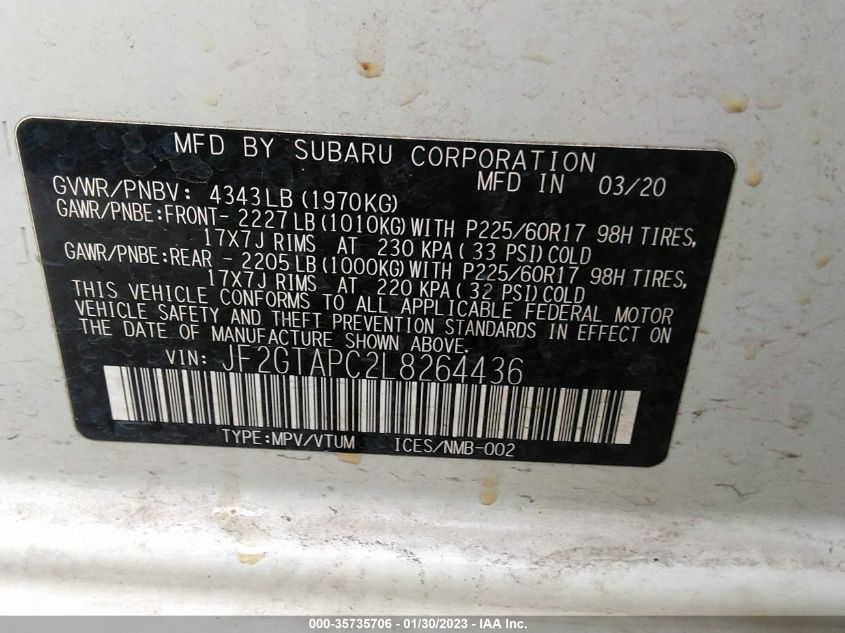 MFD BY SUBARU CORPORATION
MFD IN 03/20
GVWR/PNBV: 4343LB(1970KG)
GAWR/PNBE:FRONT- 2227LB(1010KG)WITH P225/60R17 98H TIRES,
17X7J RIMS AT 230 KPA(33 PSI)COLD
GAWR/PNBE:REAR - 2205LB(1000KG)WITH P225/60R17 98H TIRES,
17X7J RIMS AT 220 KPA(32 PSI)COLD
THIS VEHICLE CONFORMS TO ALL APPLICABLE FEDERAL MOTOR
VEHICLE SAFETY AND THEFT PREVENTION STANDARDS IN EFFECT ON
THE DATE OF MANUFACTURE SHOWN ABOVE.
VIN: JF2GTAPC2L8264436
TYPE:MPV/VTUM ICES/NMB-002
000-35735706 - 01/30/2023 - IAA Inc.